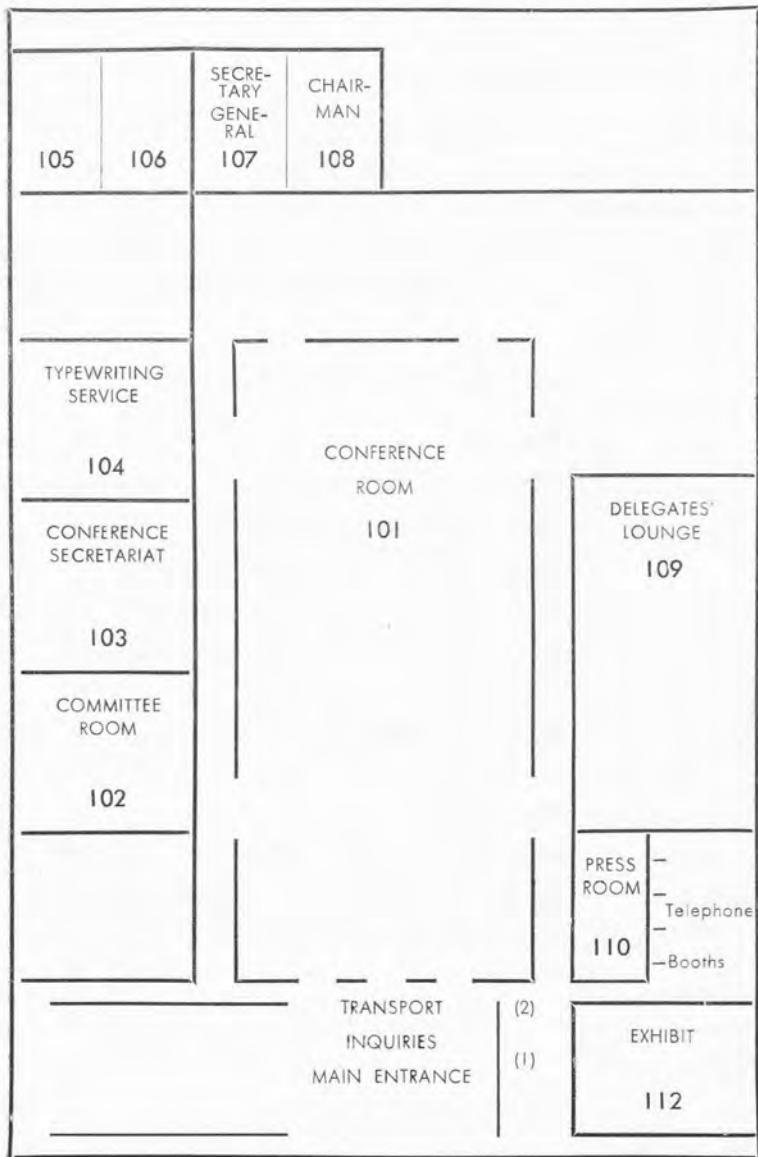 SECRE-
TARY
GENE-
RAL
CHAIR-
MAN
105
106
107
108
TYPEWRITING
SERVICE
104
CONFERENCE
ROOM
101
CONFERENCE
SECRETARIAT
103
DELEGATES'
LOUNGE
109
COMMITTEE
ROOM
102
PRESS
ROOM
110
Telephone
Booths
TRANSPORT
(2)
INQUIRIES
(1)
MAIN ENTRANCE
EXHIBIT
112